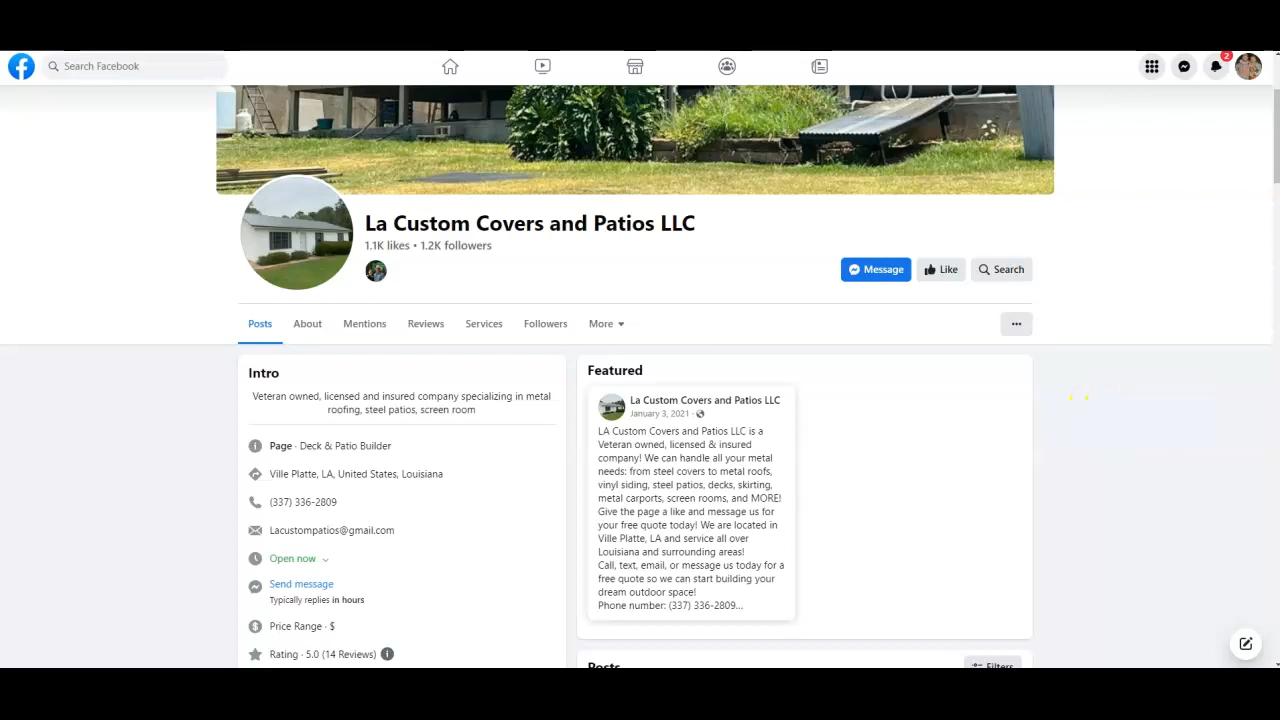 Search Facebook
2
La Custom Covers and Patios LLC
1.1K likes • 1.2K followers
Message
Like
Search
Posts
About
Mentions
Reviews
Services
Followers
More
Intro
Veteran owned, licensed and insured company specializing in metal
roofing, steel patios, screen room
Page · Deck & Patio Builder
Ville Platte, LA, United States, Louisiana
(337) 336-2809
Lacustompatios@gmail.com
Open now
Send message
Typically replies in hours
Price Range · $
Rating · 5.0 (14 Reviews)
Featured
La Custom Covers and Patios LLC
January 3, 2021 ·
LA Custom Covers and Patios LLC is a
Veteran owned, licensed & insured
company! We can handle all your metal
needs: from steel covers to metal roofs,
vinyl siding, steel patios, decks, skirting,
metal carports, screen rooms, and MORE!
Give the page a like and message us for
your free quote today! We are located in
Ville Platte, LA and service all over
Louisiana and surrounding areas!
Call, text, email, or message us today for a
free quote so we can start building your
dream outdoor space!
Phone number: (337) 336-2809...
Posts
Filters